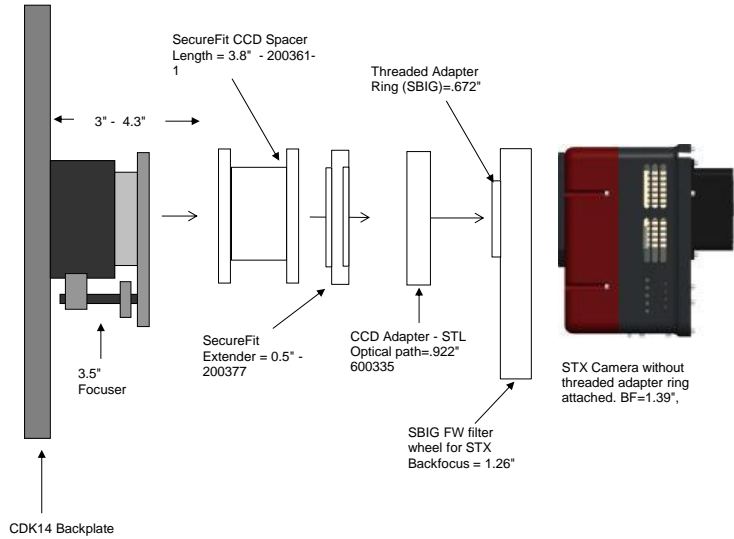 SecureFit CCD Spacer
Length = 3.8"  - 200361-
1
Threaded Adapter
Ring (SBIG)=.672"
3" -  4.3"
SecureFit
Extender = 0.5" -
200377
CCD Adapter - STL
Optical path=.922"
600335
3.5"
Focuser
STX Camera without
threaded adapter ring
attached. BF=1.39",
SBIG FW filter
wheel for STX
Backfocus = 1.26"
CDK14 Backplate